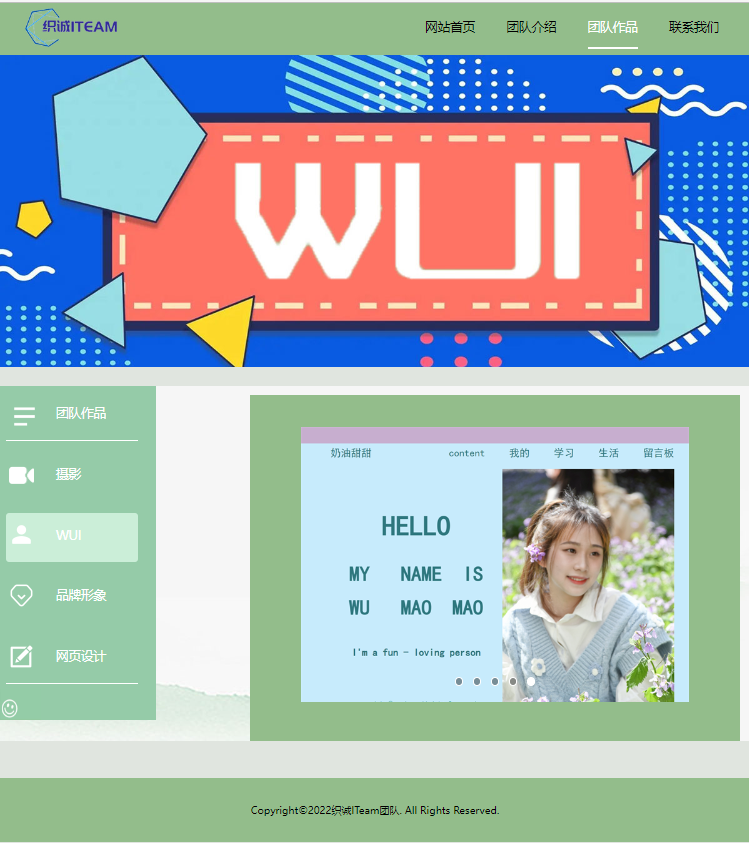 织诚ITEAM
网站首页 团队介绍 团队作品 联系我们
WUI
团队作品
摄影
WUI
品牌形象
网页设计
奶油甜甜 content 我的 学习 生活 留言板
HELLO
MY NAME IS
WU MAO MAO
I'm a fun - loving person
Copyright©2022织诚ITeam团队. All Rights Reserved.